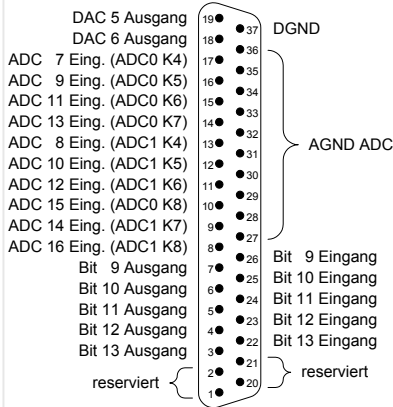 DAC 5 Ausgang 19 37 DGND
DAC 6 Ausgang 18 36
ADC 7 Eing. (ADC0 K4) 17 35
ADC 9 Eing. (ADC0 K5) 16 34
ADC 11 Eing. (ADC0 K6) 15 33
ADC 13 Eing. (ADC0 K7) 14 32
ADC 8 Eing. (ADC1 K4) 13 31 AGND ADC
ADC 10 Eing. (ADC1 K5) 12 30
ADC 12 Eing. (ADC1 K6) 11 29
ADC 15 Eing. (ADC0 K8) 10 28
ADC 14 Eing. (ADC1 K7) 9 27
ADC 16 Eing. (ADC1 K8) 8 26 Bit 9 Eingang
Bit 9 Ausgang 7 25 Bit 10 Eingang
Bit 10 Ausgang 6 24 Bit 11 Eingang
Bit 11 Ausgang 5 23 Bit 12 Eingang
Bit 12 Ausgang 4 22 Bit 13 Eingang
Bit 13 Ausgang 3 21
reserviert 2 20 reserviert
1